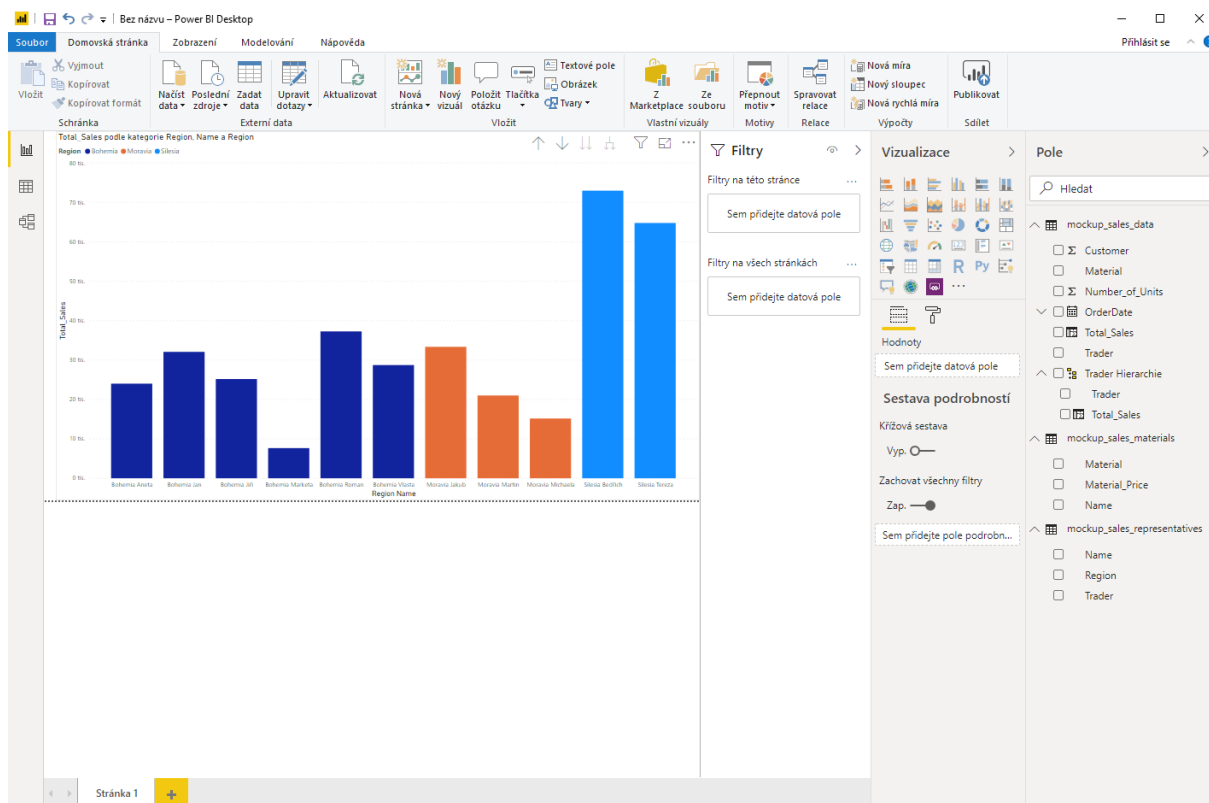 Bez názvu – Power BI Desktop
Soubor Domovská stránka Zobrazení Modelování Nápověda Přihlásit se
Vložit
Vyjmout
Kopírovat
Kopírovat formát
Schránka
Načíst data
Poslední zdroje
Zadat data
Upravit dotazy
Aktualizovat
Externí data
Nová stránka
Nový vizuál
Položit otázku
Tlačítka
Textové pole
Obrázek
Tvary
Vložit
Z Marketplace
Ze souboru
Vlastní vizuály
Přepnout motiv
Motivy
Spravovat relace
Relace
Nová míra
Nový sloupec
Nová rychlá míra
Výpočty
Publikovat
Sdílet
Total_Sales podle kategorie Region, Name a Region
Region Bohemia Moravia Silesia
80 tis.
70 tis.
60 tis.
50 tis.
40 tis.
30 tis.
20 tis.
10 tis.
0 tis.
Total_Sales
Bohemia Aneta Bohemia Jan Bohemia Jiří Bohemia Markéta Bohemia Roman Bohemia Vlasta Moravia Jakub Moravia Martin Moravia Michaela Silesia Bedřich Silesia Tereza
Region Name
Filtry
Filtry na této stránce ...
Sem přidejte datová pole
Filtry na všech stránkách ...
Sem přidejte datová pole
Vizualizace
R Py
Hodnoty
Sem přidejte datová pole
Sestava podrobností
Křížová sestava
Vyp.
Zachovat všechny filtry
Zap.
Sem přidejte pole podrobn...
Pole
Hledat
mockup_sales_data
Σ Customer
Material
Σ Number_of_Units
OrderDate
Total_Sales
Trader
Trader Hierarchie
Trader
Total_Sales
mockup_sales_materials
Material
Material_Price
Name
mockup_sales_representatives
Name
Region
Trader
Stránka 1